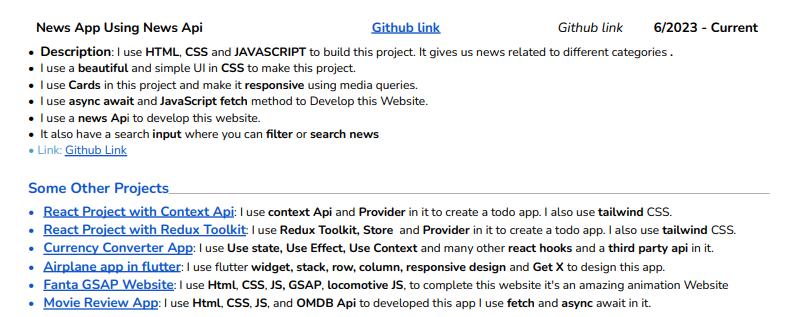 News App Using News Api Github link Github link 6/2023 - Current
• Description: I use HTML, CSS and JAVASCRIPT to build this project. It gives us news related to different categories .
• I use a beautiful and simple UI in CSS to make this project.
• I use Cards in this project and make it responsive using media queries.
• I use async await and JavaScript fetch method to Develop this Website.
• I use a news Api to develop this website.
• It also have a search input where you can filter or search news
• Link: Github Link
Some Other Projects
• React Project with Context Api: I use context Api and Provider in it to create a todo app. I also use tailwind CSS.
• React Project with Redux Toolkit: I use Redux Toolkit, Store and Provider in it to create a todo app. I also use tailwind CSS.
• Currency Converter App: I use Use state, Use Effect, Use Context and many other react hooks and a third party api in it.
• Airplane app in flutter: I use flutter widget, stack, row, column, responsive design and Get X to design this app.
• Fanta GSAP Website: I use Html, CSS, JS, GSAP, locomotive JS, to complete this website it's an amazing animation Website
• Movie Review App: I use Html, CSS, JS, and OMDB Api to developed this app I use fetch and async await in it.